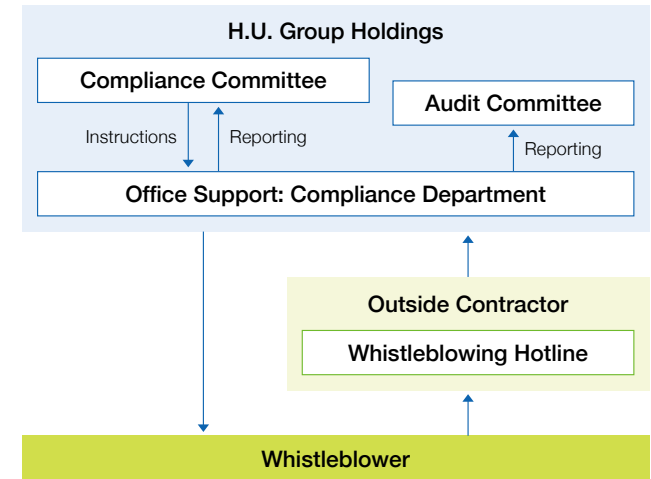 H.U. Group Holdings
Compliance Committee
Audit Committee
Instructions
Reporting
Reporting
Office Support: Compliance Department
Outside Contractor
Whistleblowing Hotline
Whistleblower